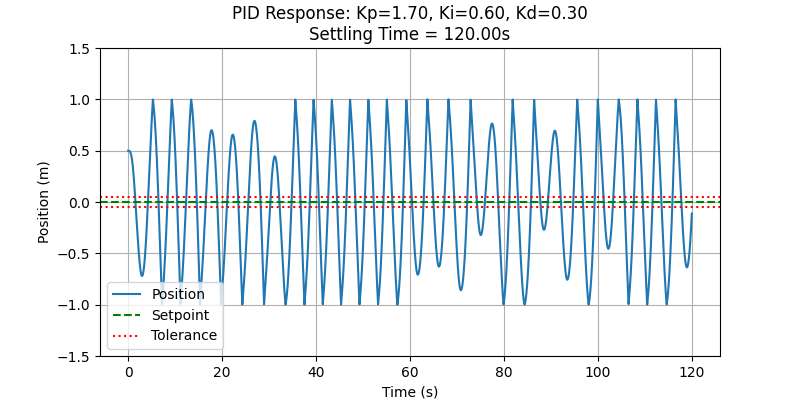 PID Response: Kp=1.70, Ki=0.60, Kd=0.30
Settling Time = 120.00s
1.5
1.0
0.5
0.0
−0.5
−1.0
−1.5
Position (m)
Position
Setpoint
Tolerance
0
20
40
60
80
100
120
Time (s)